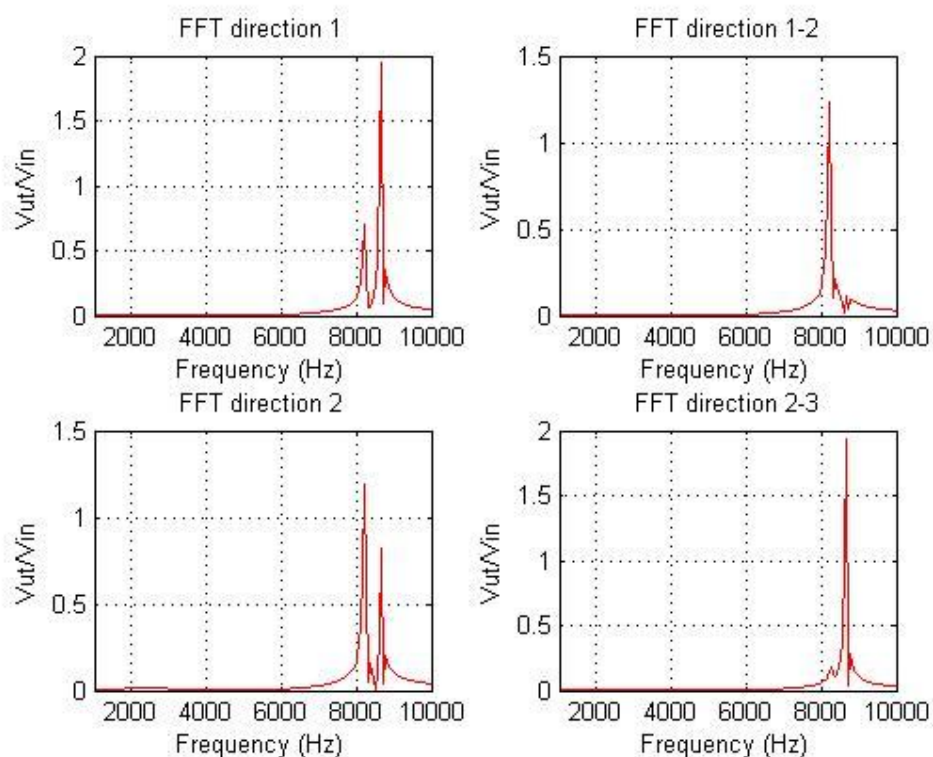 FFT direction 1
2
1.5
1
0.5
0
Vut/Vin
2000 4000 6000 8000 10000
Frequency (Hz)
FFT direction 1-2
1.5
1
0.5
0
Vut/Vin
2000 4000 6000 8000 10000
Frequency (Hz)
FFT direction 2
1.5
1
0.5
0
Vut/Vin
2000 4000 6000 8000 10000
Frequency (Hz)
FFT direction 2-3
2
1.5
1
0.5
0
Vut/Vin
2000 4000 6000 8000 10000
Frequency (Hz)